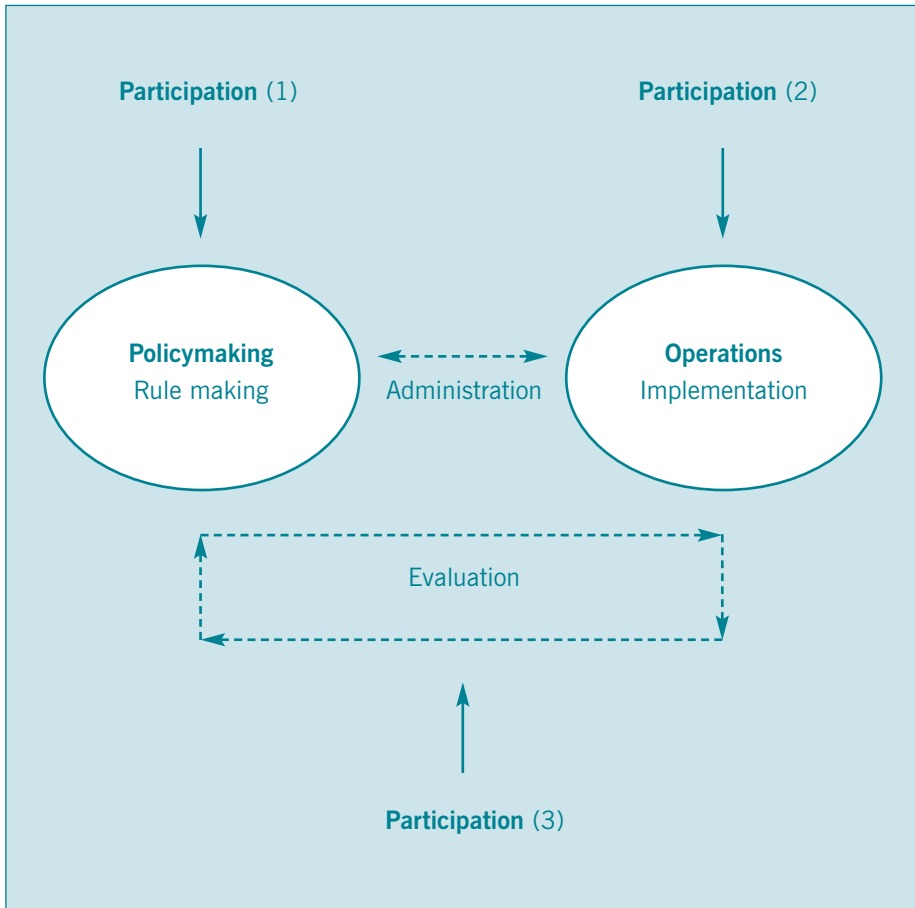 Participation (1)
Participation (2)
Policymaking
Rule making
Administration
Operations
Implementation
Evaluation
Participation (3)